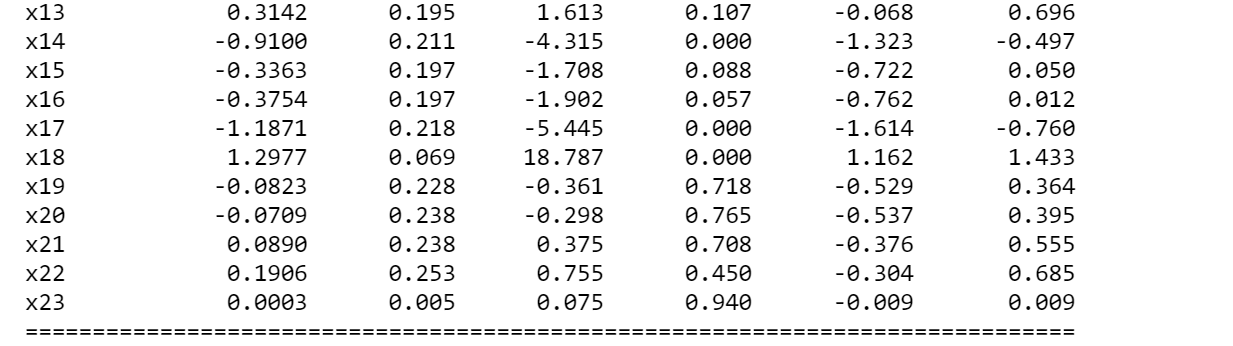 x13 0.3142 0.195 1.613 0.107 -0.068 0.696
x14 -0.9100 0.211 -4.315 0.000 -1.323 -0.497
x15 -0.3363 0.197 -1.708 0.088 -0.722 0.050
x16 -0.3754 0.197 -1.902 0.057 -0.762 0.012
x17 -1.1871 0.218 -5.445 0.000 -1.614 -0.760
x18 1.2977 0.069 18.787 0.000 1.162 1.433
x19 -0.0823 0.228 -0.361 0.718 -0.529 0.364
x20 -0.0709 0.238 -0.298 0.765 -0.537 0.395
x21 0.0890 0.238 0.375 0.708 -0.376 0.555
x22 0.1906 0.253 0.755 0.450 -0.304 0.685
x23 0.0003 0.005 0.075 0.940 -0.009 0.009
==============================================================================